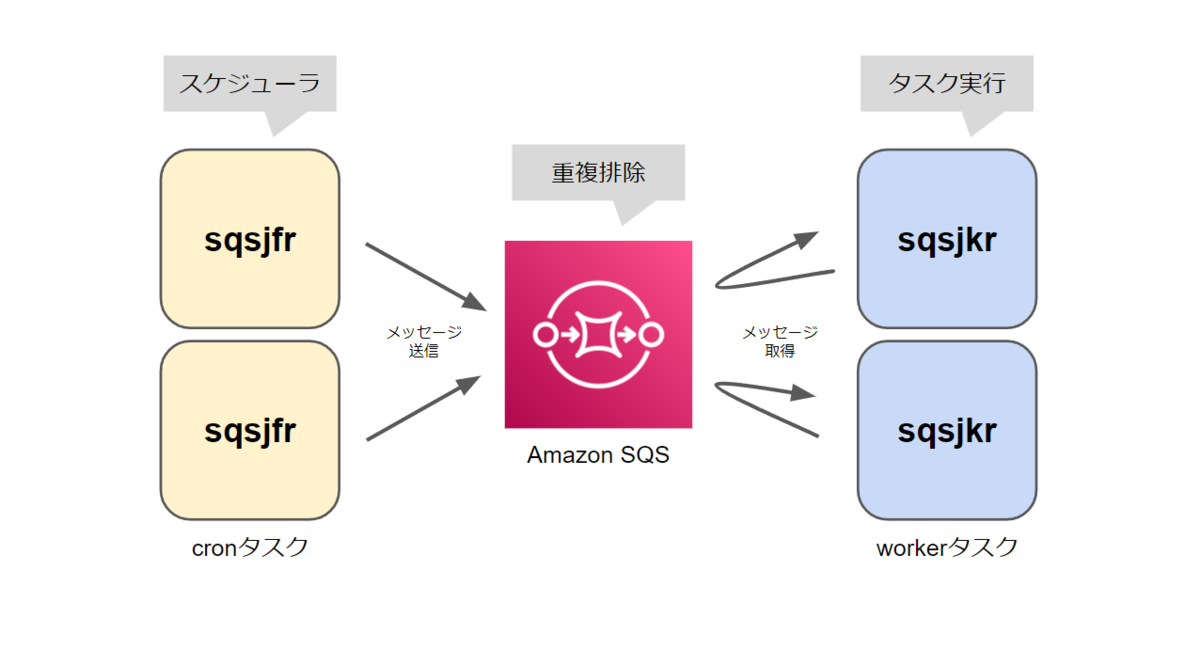 スケジューラ
タスク実行
重複排除
sqsjfr
sqsjkr
メッセージ
送信
メッセージ
取得
sqsjfr
sqsjkr
Amazon SQS
cronタスク
workerタスク